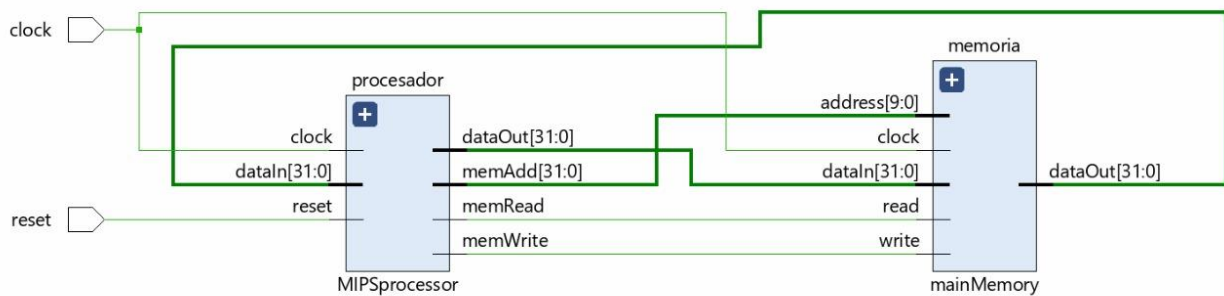 clock
reset
procesador
clock
dataIn[31:0]
reset
dataOut[31:0]
memAdd[31:0]
memRead
memWrite
MIPSprocessor
memoria
address[9:0]
clock
dataIn[31:0]
read
write
dataOut[31:0]
mainMemory